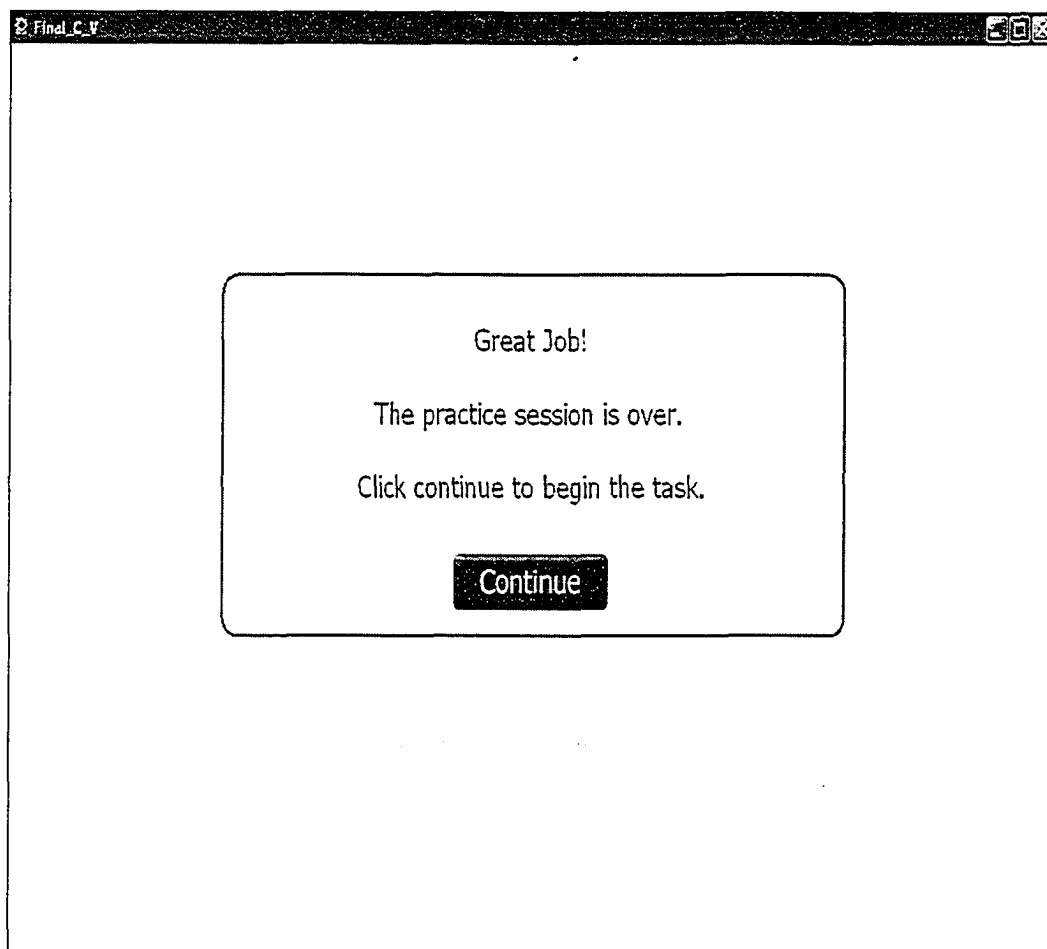 Final_C_V
Great Job!
The practice session is over.
Click continue to begin the task.
Continue